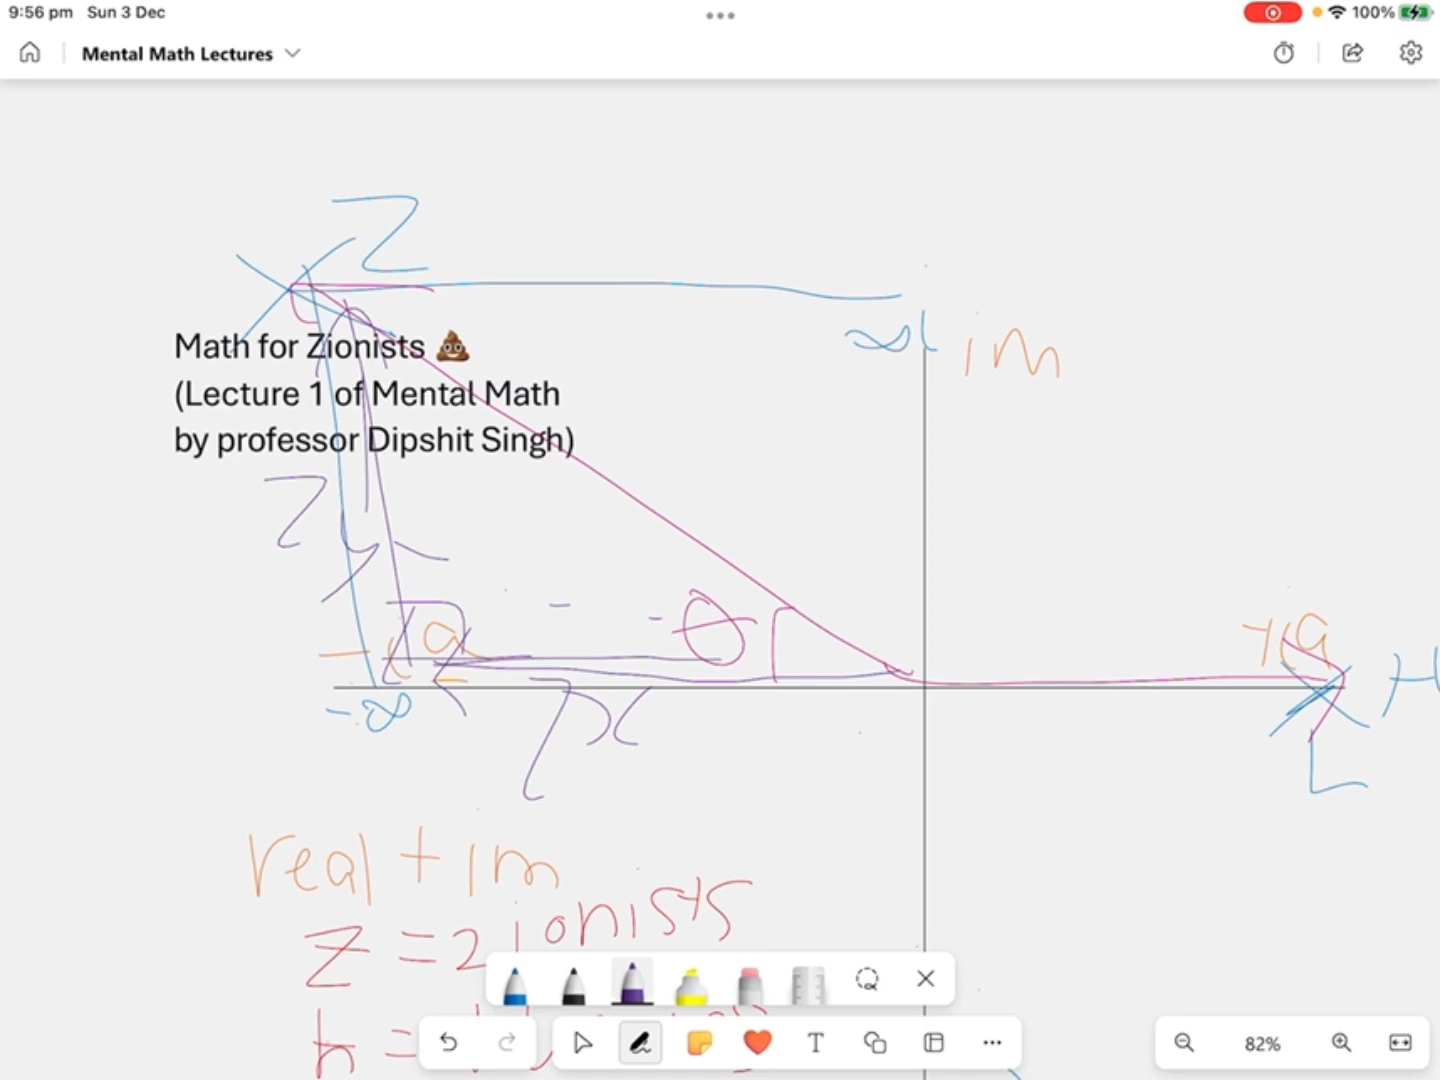 9:56 pm Sun 3 Dec
100%
Mental Math Lectures
Z
∞
im
Math for Zionists 💩
(Lecture 1 of Mental Math
by professor Dipshit Singh)
Z
y
θ
a
-∞
x
H
L
real + im
Z = Zionists
h =
T
82%